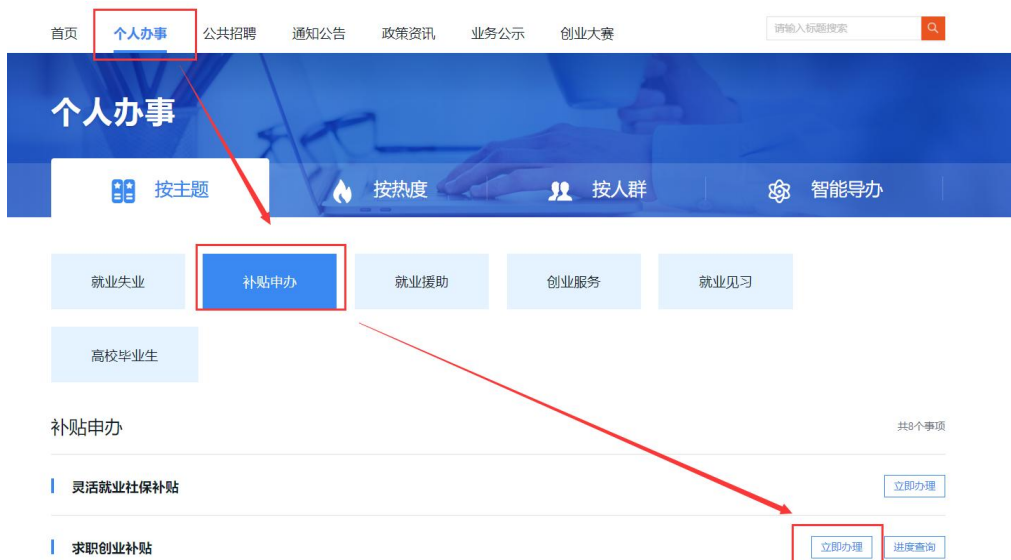 首页 个人办事 公共招聘 通知公告 政策资讯 业务公示 创业大赛 请输入标题搜索
个人办事
按主题 按热度 按人群 智能导办
就业失业 补贴申办 就业援助 创业服务 就业见习
高校毕业生
补贴申办 共8个事项
灵活就业社保补贴 立即办理
求职创业补贴 立即办理 进度查询